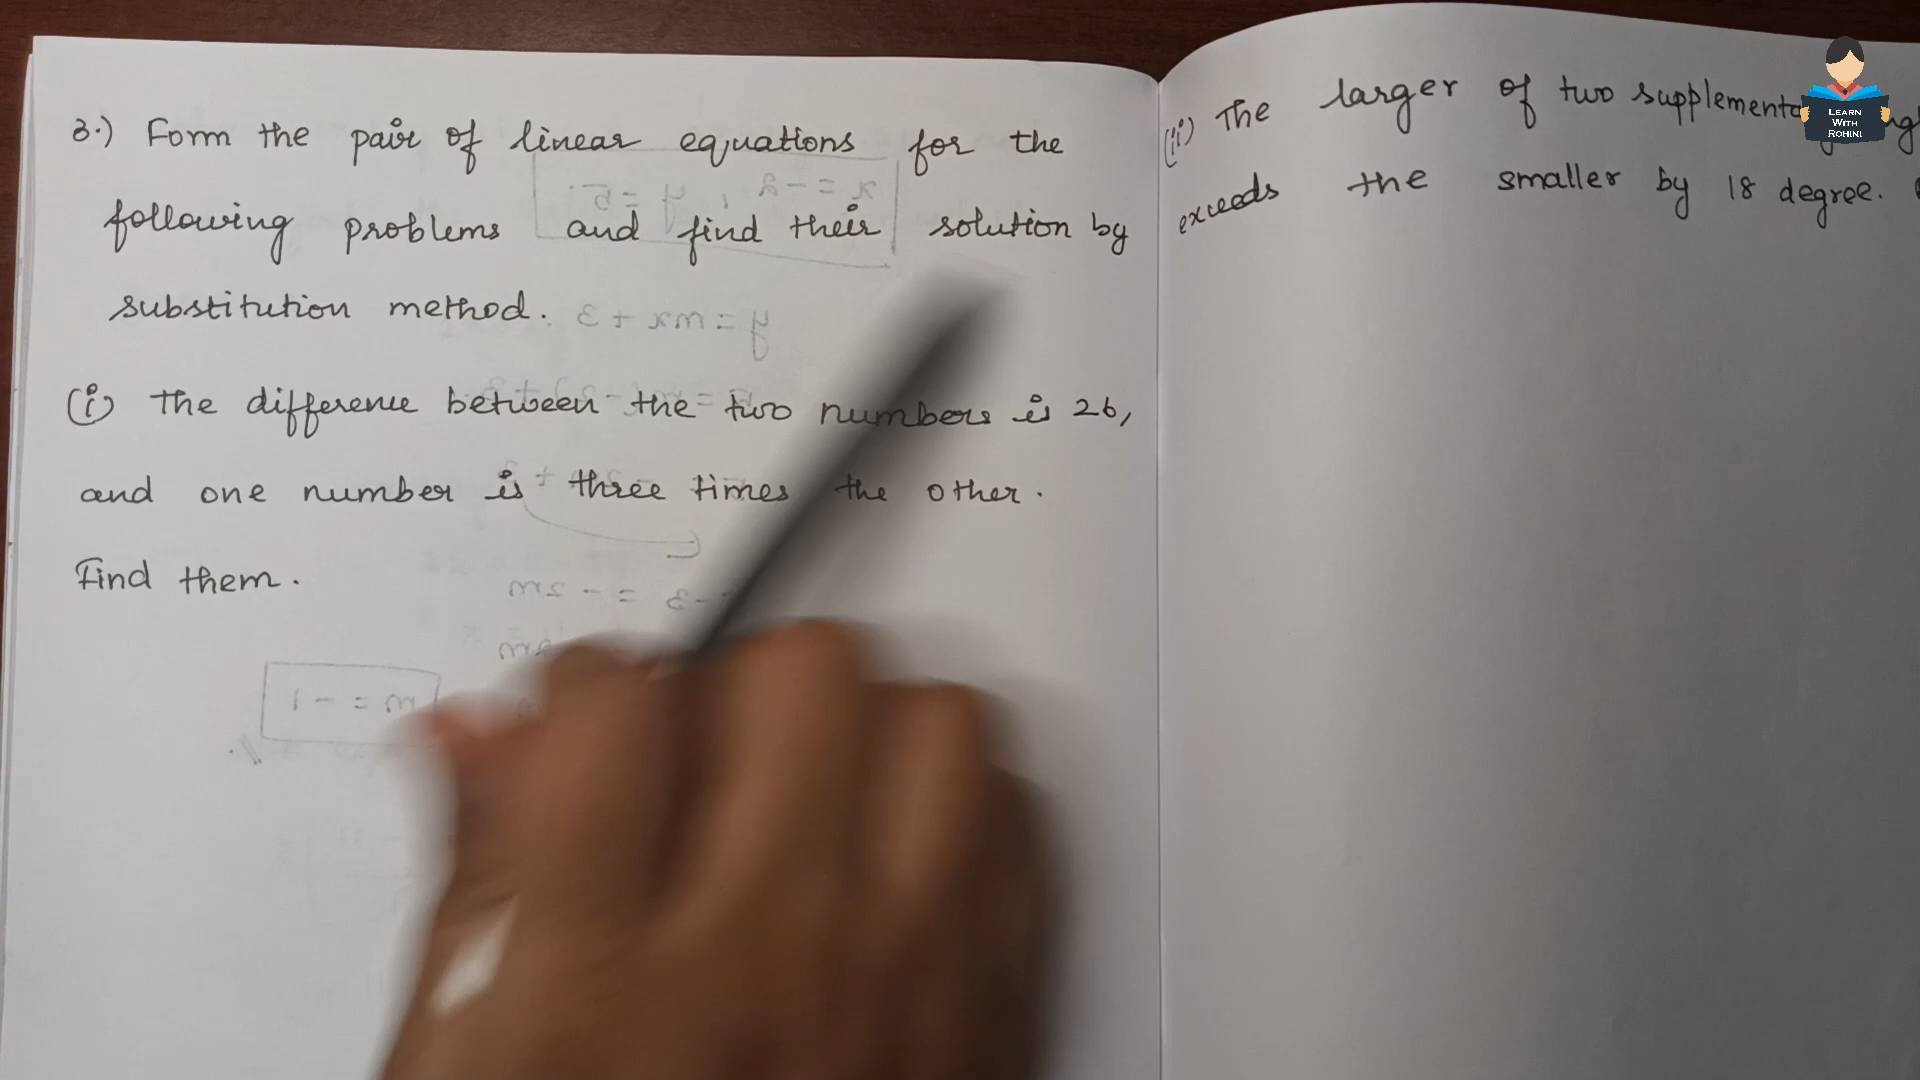 3.) Form the pair of linear equations for the
following problems and find their solution by
substitution method.
(i) The difference between the two numbers is 26,
and one number is three times the other.
Find them.
(ii) The larger of two supplementa
exceeds the smaller by 18 degree.
LEARN
WITH
ROHINI